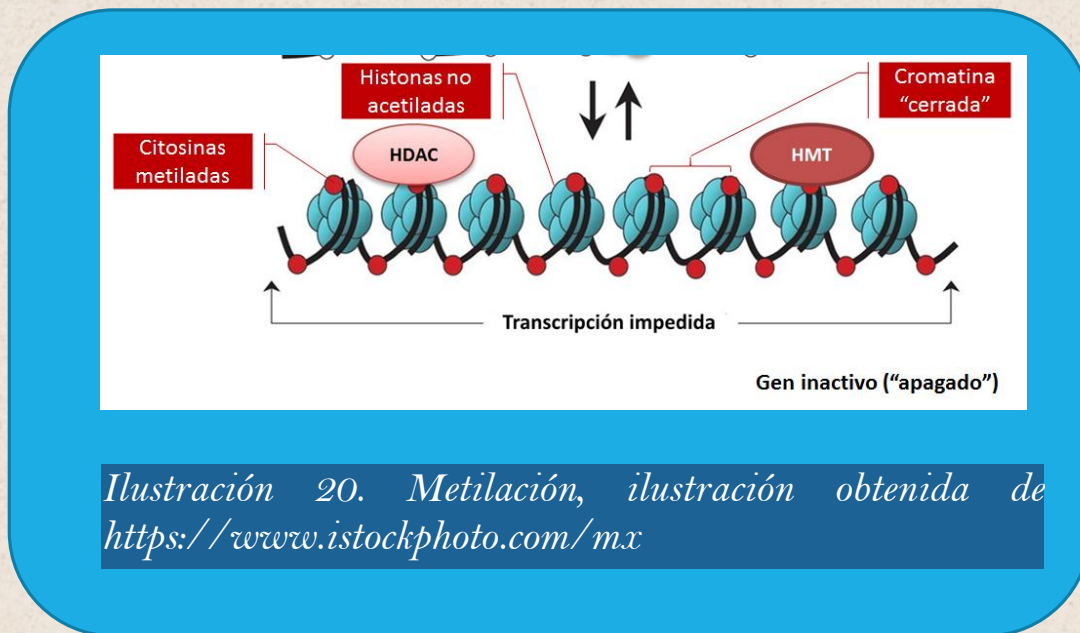 Histonas no
acetiladas
Cromatina
“cerrada”
Citosinas
metiladas
HDAC
HMT
Transcripción impedida
Gen inactivo (“apagado”)
Ilustración 20. Metilación, ilustración obtenida de
https://www.istockphoto.com/mx